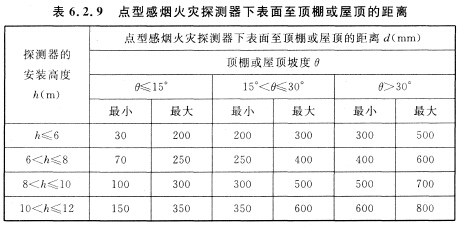 表 6.2.9 点型感烟火灾探测器下表面至顶棚或屋顶的距离
探测器的安装高度 h(m) 点型感烟火灾探测器下表面至顶棚或屋顶的距离 d(mm)
顶棚或屋顶坡度 θ
θ≤15° 15°<θ≤30° θ>30°
最小 最大 最小 最大 最小 最大
h≤6 30 200 200 300 300 500
6<h≤8 70 250 250 400 400 600
8<h≤10 100 300 300 500 500 700
10<h≤12 150 350 350 600 600 800